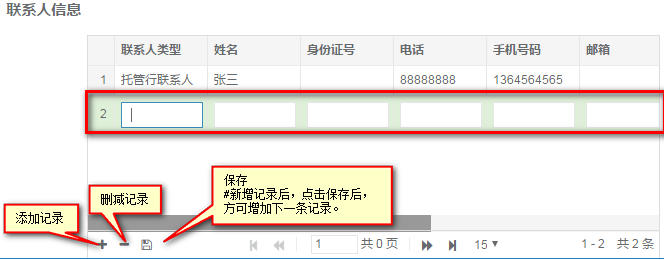 联系人信息
联系人类型 姓名 身份证号 电话 手机号码 邮箱
1 托管行联系人 张三 88888888 1364564565
2
保存
#新增记录后，点击保存后，
方可增加下一条记录。
删减记录
添加记录
1 共 0 页 15 1 - 2 共 2 条